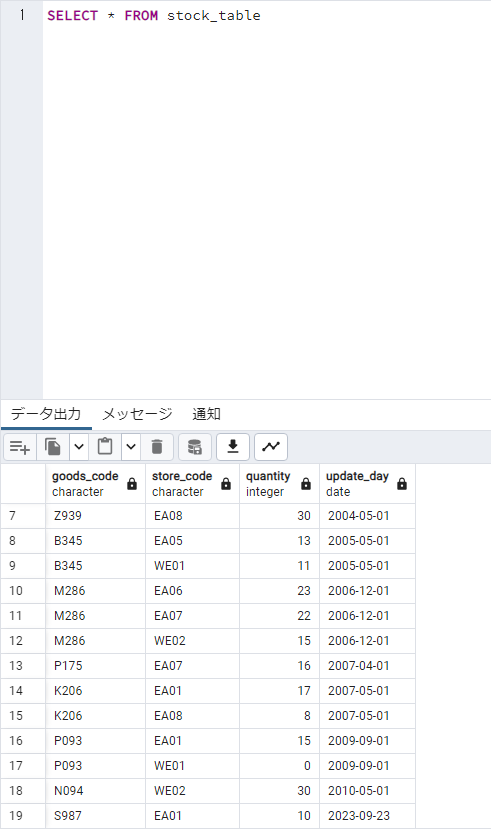 1 SELECT * FROM stock_table
データ出力 メッセージ 通知
goods_code store_code quantity update_day
character character integer date
7 Z939 EA08 30 2004-05-01
8 B345 EA05 13 2005-05-01
9 B345 WE01 11 2005-05-01
10 M286 EA06 23 2006-12-01
11 M286 EA07 22 2006-12-01
12 M286 WE02 15 2006-12-01
13 P175 EA07 16 2007-04-01
14 K206 EA01 17 2007-05-01
15 K206 EA08 8 2007-05-01
16 P093 EA01 15 2009-09-01
17 P093 WE01 0 2009-09-01
18 N094 WE02 30 2010-05-01
19 S987 EA01 10 2023-09-23